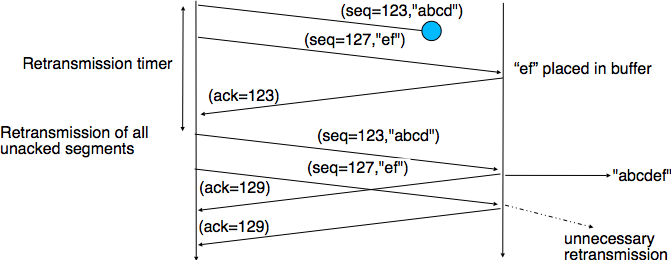 (seq=123,"abcd")
(seq=127,"ef")
Retransmission timer
“ef” placed in buffer
(ack=123)
Retransmission of all
unacked segments
(seq=123,"abcd")
(seq=127,"ef")
"abcdef"
(ack=129)
(ack=129)
unnecessary
retransmission